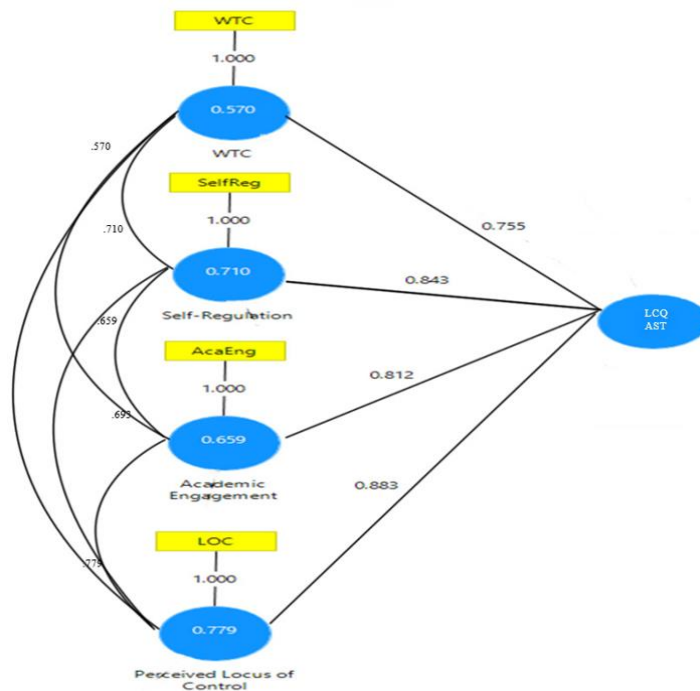 WTC
1.000
0.570
WTC
.570
SelfReg
1.000
.710
0.755
0.710
Self-Regulation
0.843
LCQ
AST
.659
AcaEng
1.000
0.812
.693
0.659
Academic
Engagement
0.883
LOC
1.000
.779
0.779
Perceived Locus of
Control